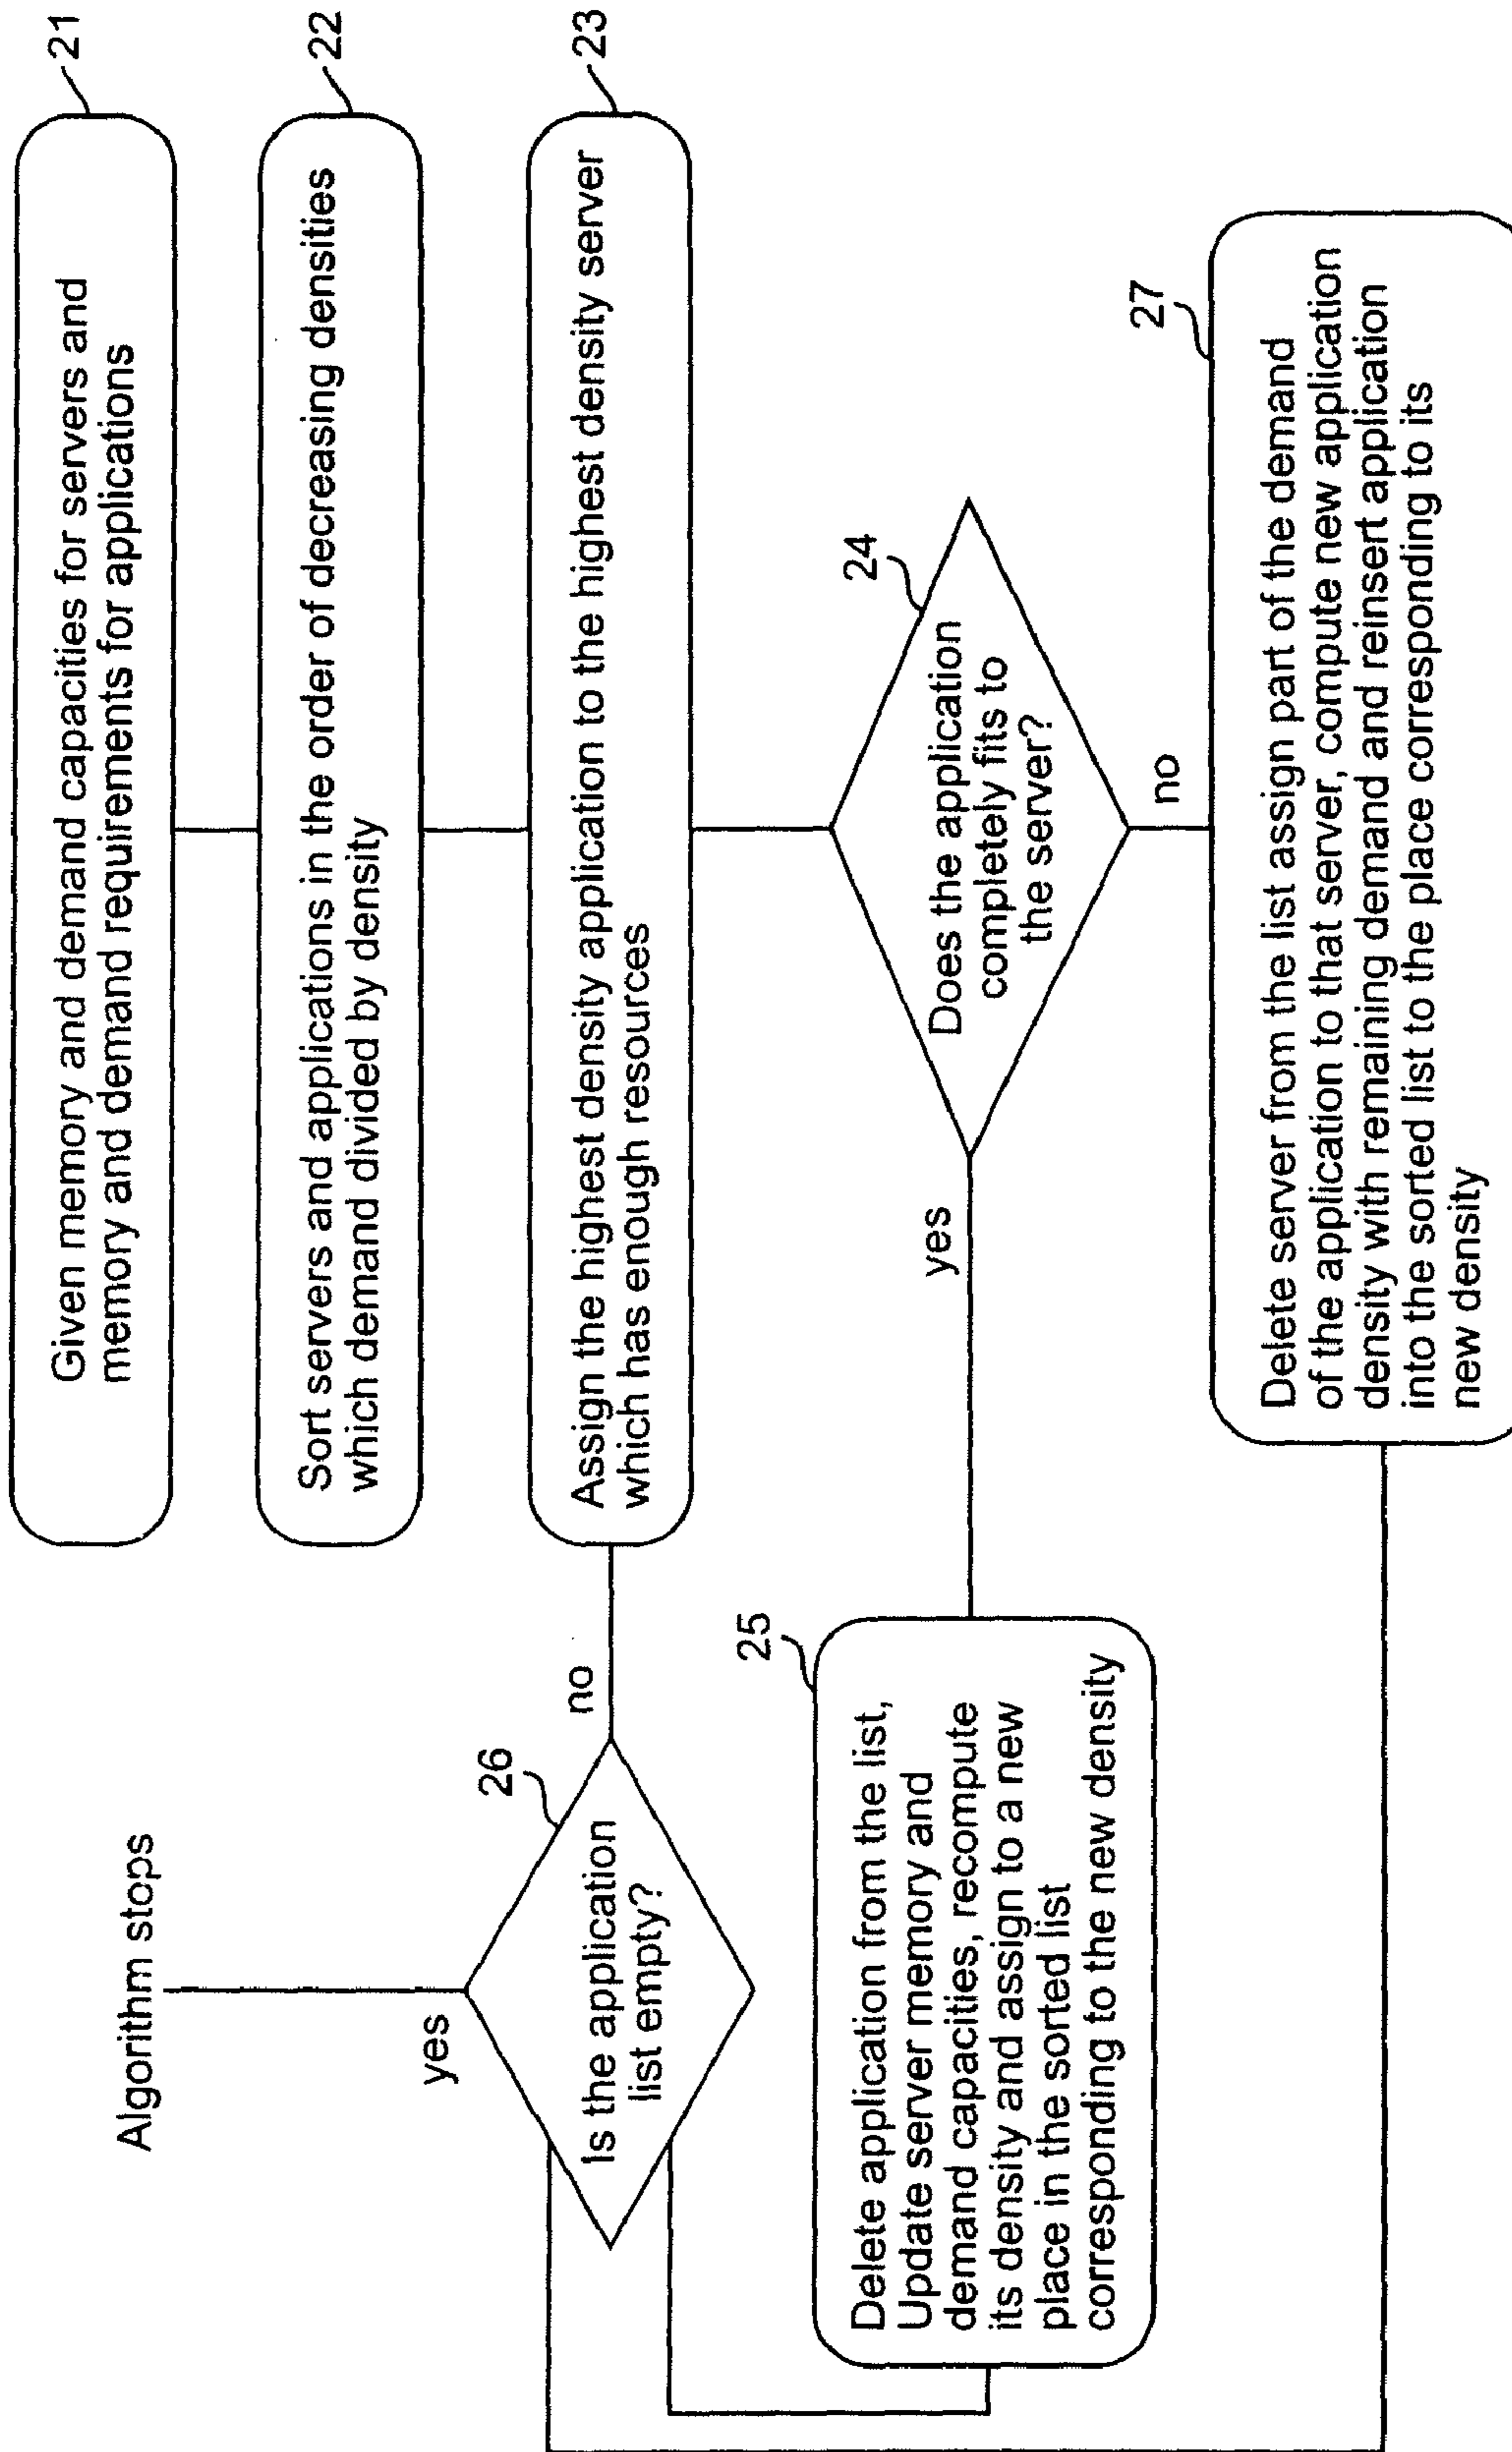 Given memory and demand capacities for servers and
memory and demand requirements for applications
21
Sort servers and applications in the order of decreasing densities
which demand divided by density
22
Assign the highest density application to the highest density server
which has enough resources
23
Does the application
completely fits to
the server?
24
yes
no
Delete application from the list,
Update server memory and
demand capacities, recompute
its density and assign to a new
place in the sorted list
corresponding to the new density
25
Is the application
list empty?
26
no
yes
Algorithm stops
Delete server from the list assign part of the demand
of the application to that server, compute new application
density with remaining demand and reinsert application
into the sorted list to the place corresponding to its
new density
27